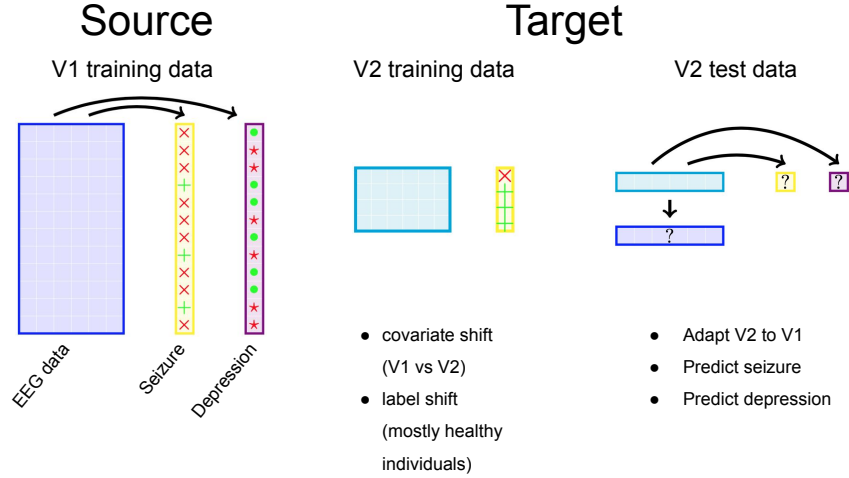 Source
Target
V1 training data
V2 training data
V2 test data
?
?
?
EEG data
Seizure
Depression
● covariate shift
(V1 vs V2)
● label shift
(mostly healthy
individuals)
● Adapt V2 to V1
● Predict seizure
● Predict depression